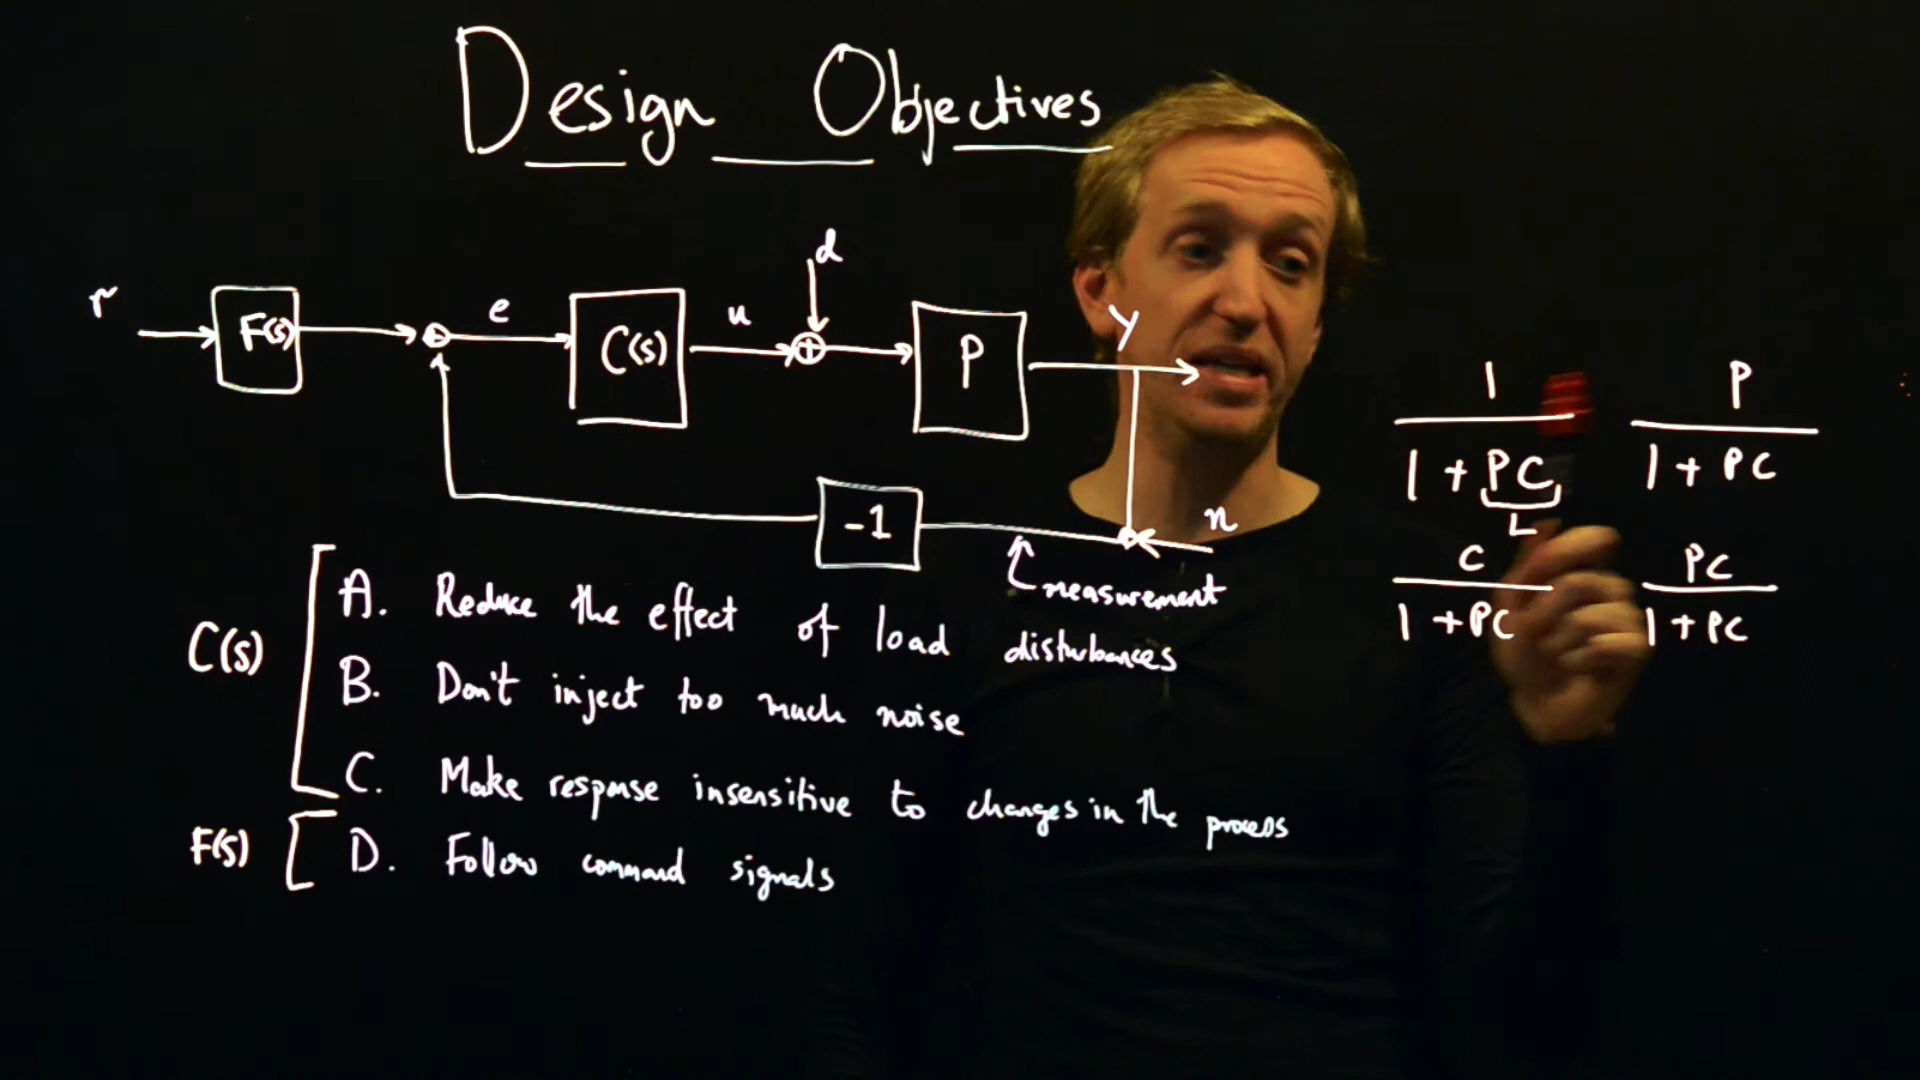 Design Objectives
d
r F(s) e C(s) u + P y
-1 n
measurement
C(s)
A. Reduce the effect of load disturbances
B. Don't inject too much noise
C. Make response insensitive to changes in the process
F(s)
D. Follow command signals
1 P
1 + PC 1 + PC
L
C PC
1 + PC 1 + PC